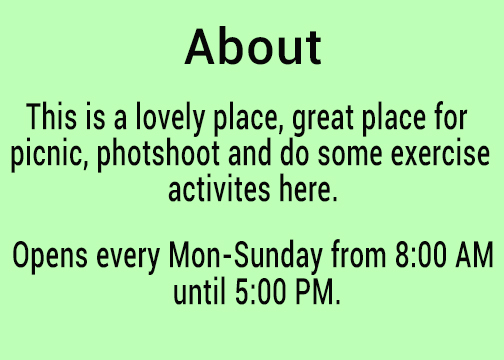 About
This is a lovely place, great place for
picnic, photshoot and do some exercise
activites here.
Opens every Mon-Sunday from 8:00 AM
until 5:00 PM.